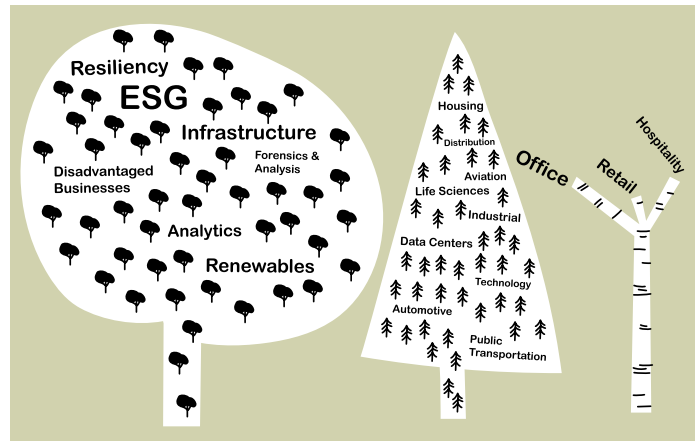 Resiliency
ESG
Infrastructure
Forensics &
Analysis
Disadvantaged
Businesses
Analytics
Renewables
Housing
Distribution
Aviation
Life Sciences
Industrial
Data Centers
Technology
Automotive
Public
Transportation
Office
Retail
Hospitality